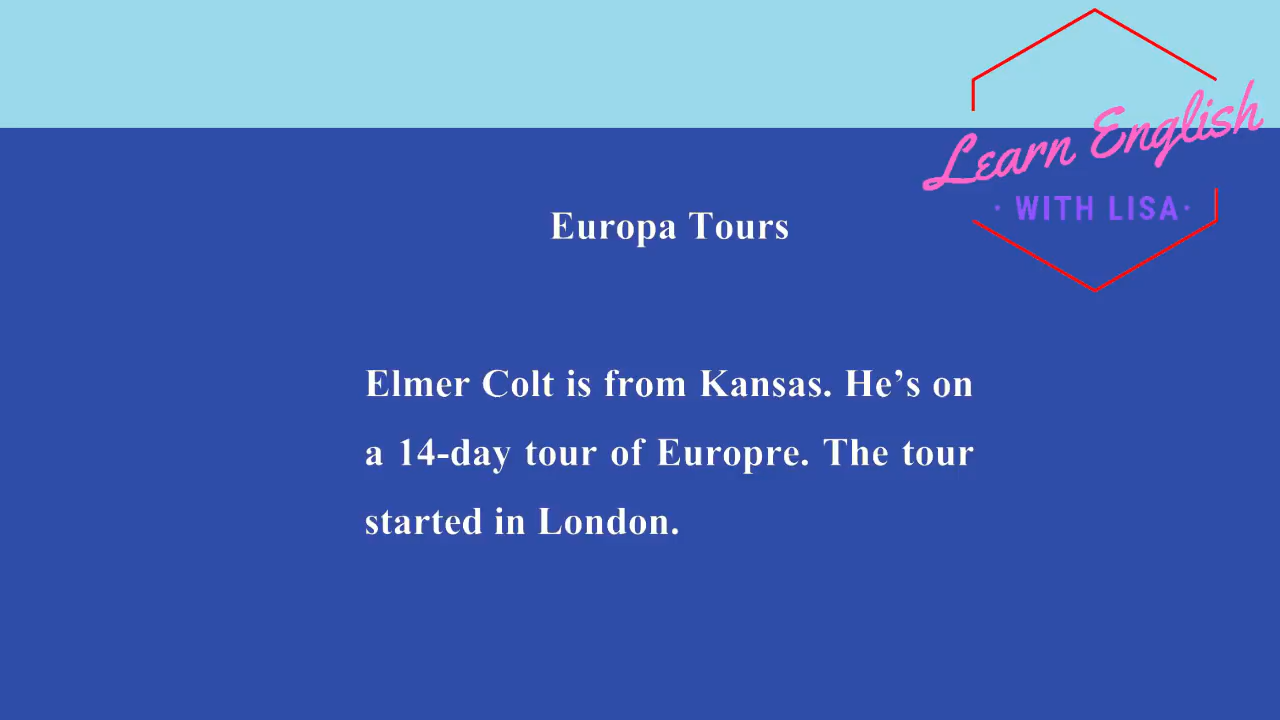 Learn English
· WITH LISA ·
Europa Tours
Elmer Colt is from Kansas. He’s on
a 14-day tour of Europre. The tour
started in London.